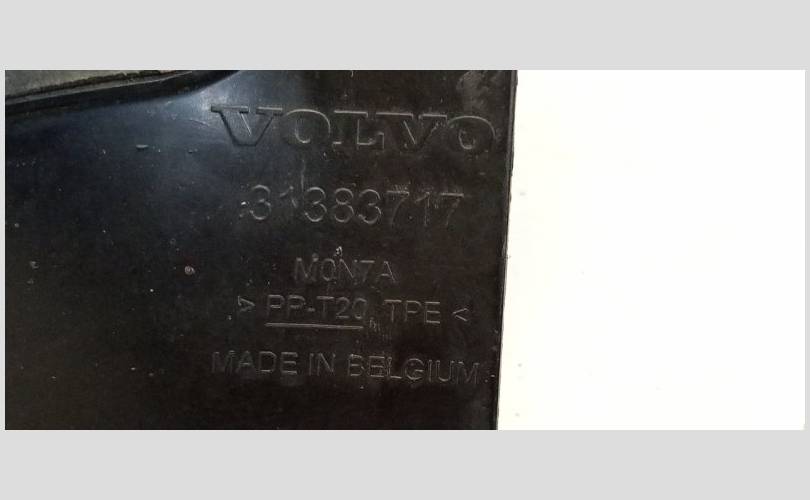 VOLVO
31383717
M0N7A
> PP-T20, TPE <
MADE IN BELGIUM